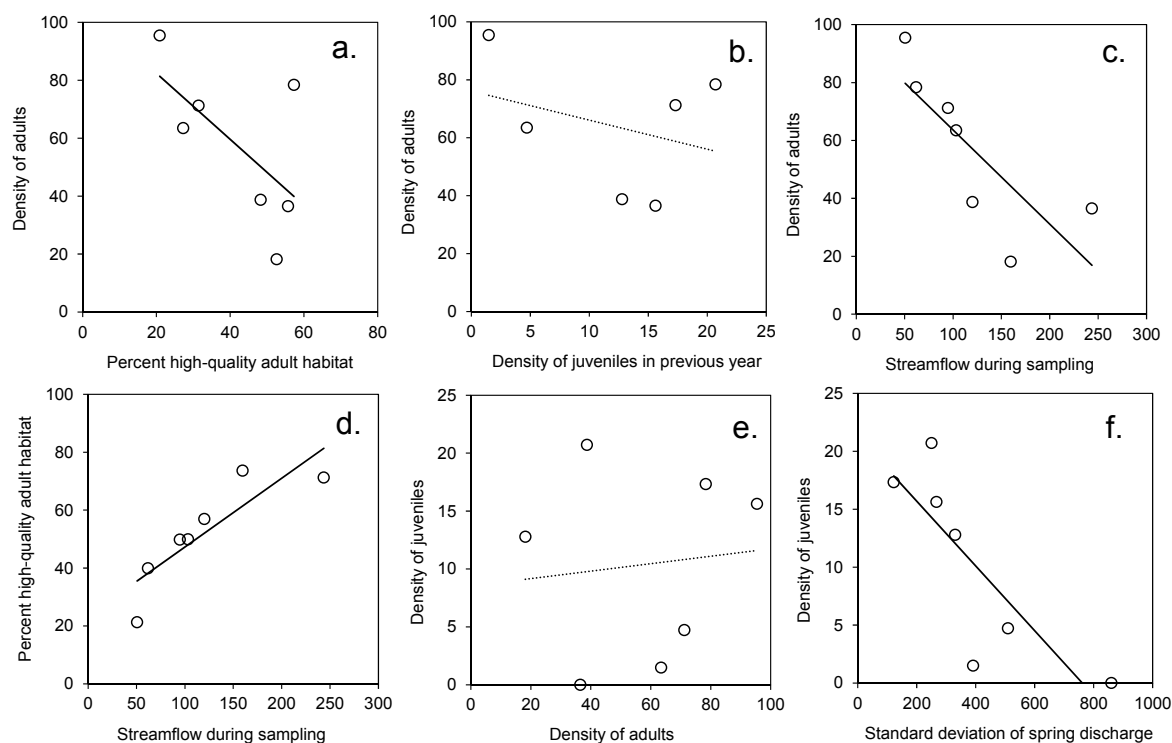 a.
100
80
60
40
20
0
Density of adults
0 20 40 60 80
Percent high-quality adult habitat
b.
100
80
60
40
20
0
Density of adults
0 5 10 15 20 25
Density of juveniles in previous year
c.
100
80
60
40
20
0
Density of adults
0 50 100 150 200 250 300
Streamflow during sampling
d.
100
80
60
40
20
0
Percent high-quality adult habitat
0 50 100 150 200 250 300
Streamflow during sampling
e.
25
20
15
10
5
0
Density of juveniles
0 20 40 60 80 100
Density of adults
f.
25
20
15
10
5
0
Density of juveniles
0 200 400 600 800 1000
Standard deviation of spring discharge